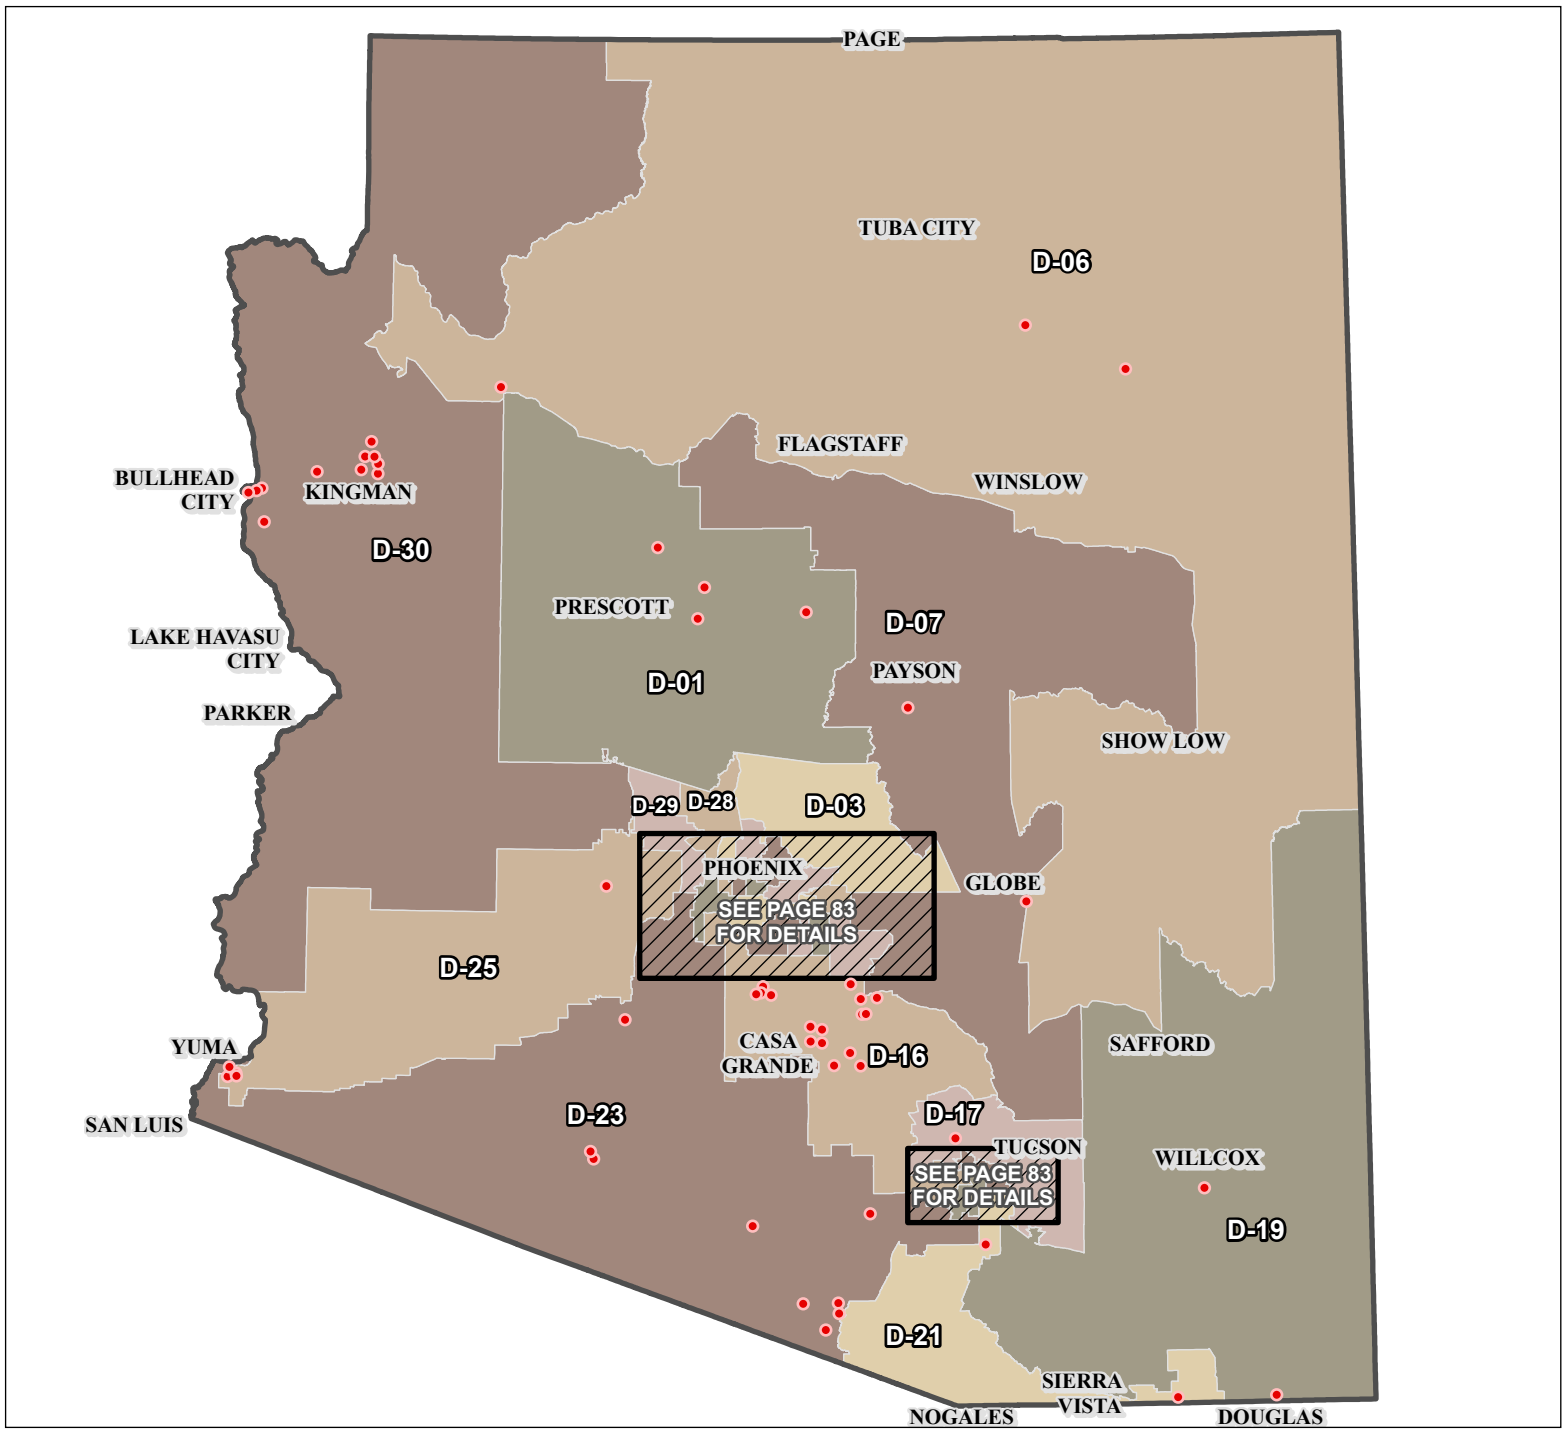 PAGE
TUBA CITY
D-06
FLAGSTAFF
WINSLOW
BULLHEAD
CITY
KINGMAN
D-30
PRESCOTT
D-07
LAKE HAVASU
CITY
PAYSON
D-01
PARKER
SHOW LOW
D-29
D-28
D-03
PHOENIX
GLOBE
SEE PAGE 83
FOR DETAILS
D-25
YUMA
CASA
GRANDE
D-16
SAFFORD
SAN LUIS
D-23
D-17
TUCSON
WILLCOX
SEE PAGE 83
FOR DETAILS
D-19
D-21
SIERRA
VISTA
NOGALES
DOUGLAS